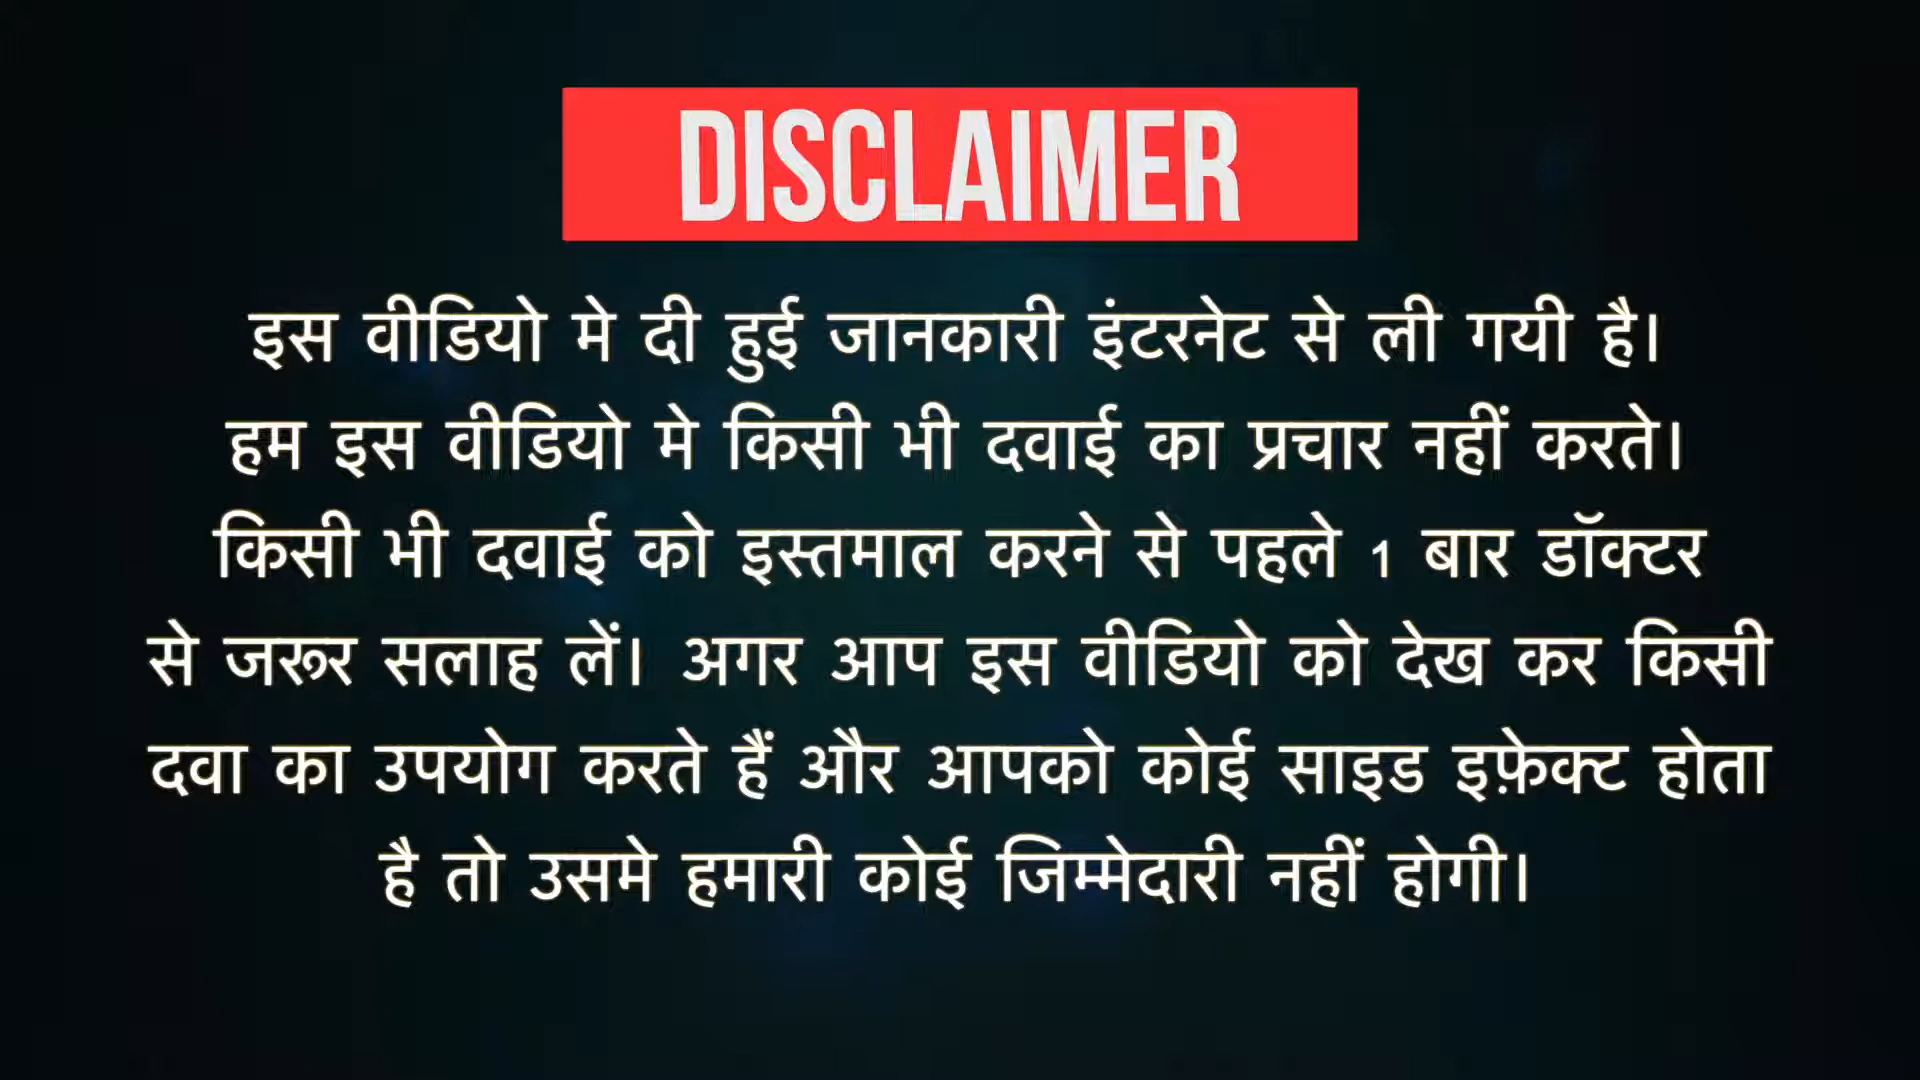 DISCLAIMER
इस वीडियो मे दी हुई जानकारी इंटरनेट से ली गयी है।
हम इस वीडियो मे किसी भी दवाई का प्रचार नहीं करते।
किसी भी दवाई को इस्तमाल करने से पहले 1 बार डॉक्टर
से जरूर सलाह लें। अगर आप इस वीडियो को देख कर किसी
दवा का उपयोग करते हैं और आपको कोई साइड इफ़ेक्ट होता
है तो उसमे हमारी कोई जिम्मेदारी नहीं होगी।